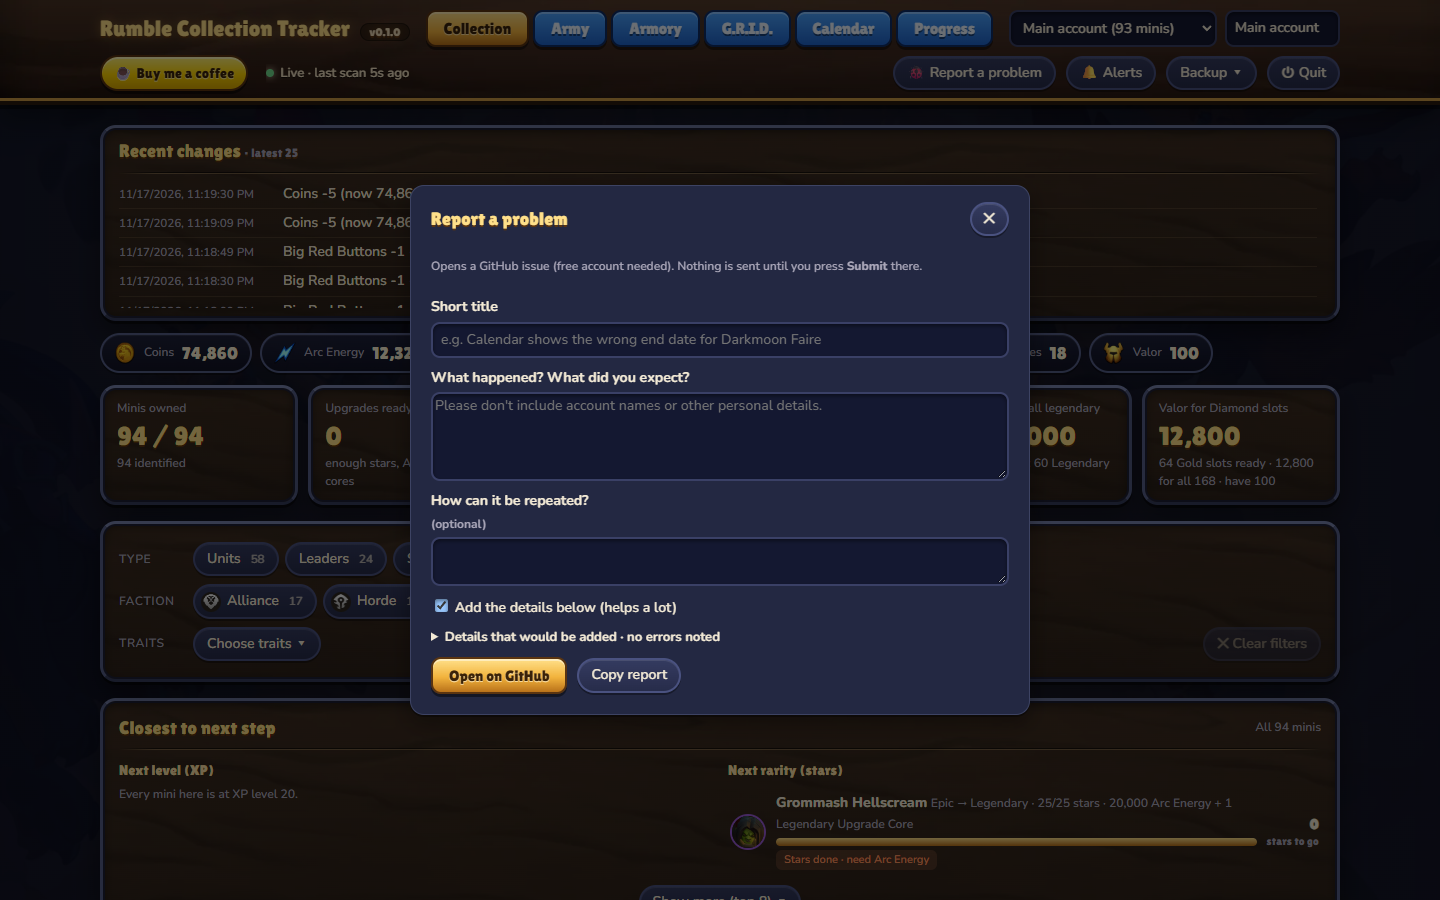 Rumble Collection Tracker v0.1.0 Collection Army Armory G.R.I.D. Calendar Progress Main account (93 minis) Main account
Buy me a coffee Live · last scan 5s ago Report a problem Alerts Backup Quit
Recent changes · latest 25
11/17/2026, 11:19:30 PM Coins -5 (now 74,86
11/17/2026, 11:19:09 PM Coins -5 (now 74,86
11/17/2026, 11:18:49 PM Big Red Buttons -1
11/17/2026, 11:18:30 PM Big Red Buttons -1
Report a problem
Opens a GitHub issue (free account needed). Nothing is sent until you press Submit there.
Short title
e.g. Calendar shows the wrong end date for Darkmoon Faire
What happened? What did you expect?
Please don't include account names or other personal details.
How can it be repeated?
(optional)
Add the details below (helps a lot)
Details that would be added · no errors noted
Open on GitHub Copy report
Coins 74,860 Arc Energy 12,32 es 18 Valor 100
Minis owned
94 / 94
94 identified
Upgrades ready
0
enough stars, A
cores
all legendary
000
60 Legendary
Valor for Diamond slots
12,800
64 Gold slots ready · 12,800
for all 168 · have 100
TYPE Units 58 Leaders 24
FACTION Alliance 17 Horde
TRAITS Choose traits Clear filters
Closest to next step All 94 minis
Next level (XP)
Every mini here is at XP level 20.
Next rarity (stars)
Grommash Hellscream Epic → Legendary · 25/25 stars · 20,000 Arc Energy + 1
Legendary Upgrade Core
0
stars to go
Stars done · need Arc Energy